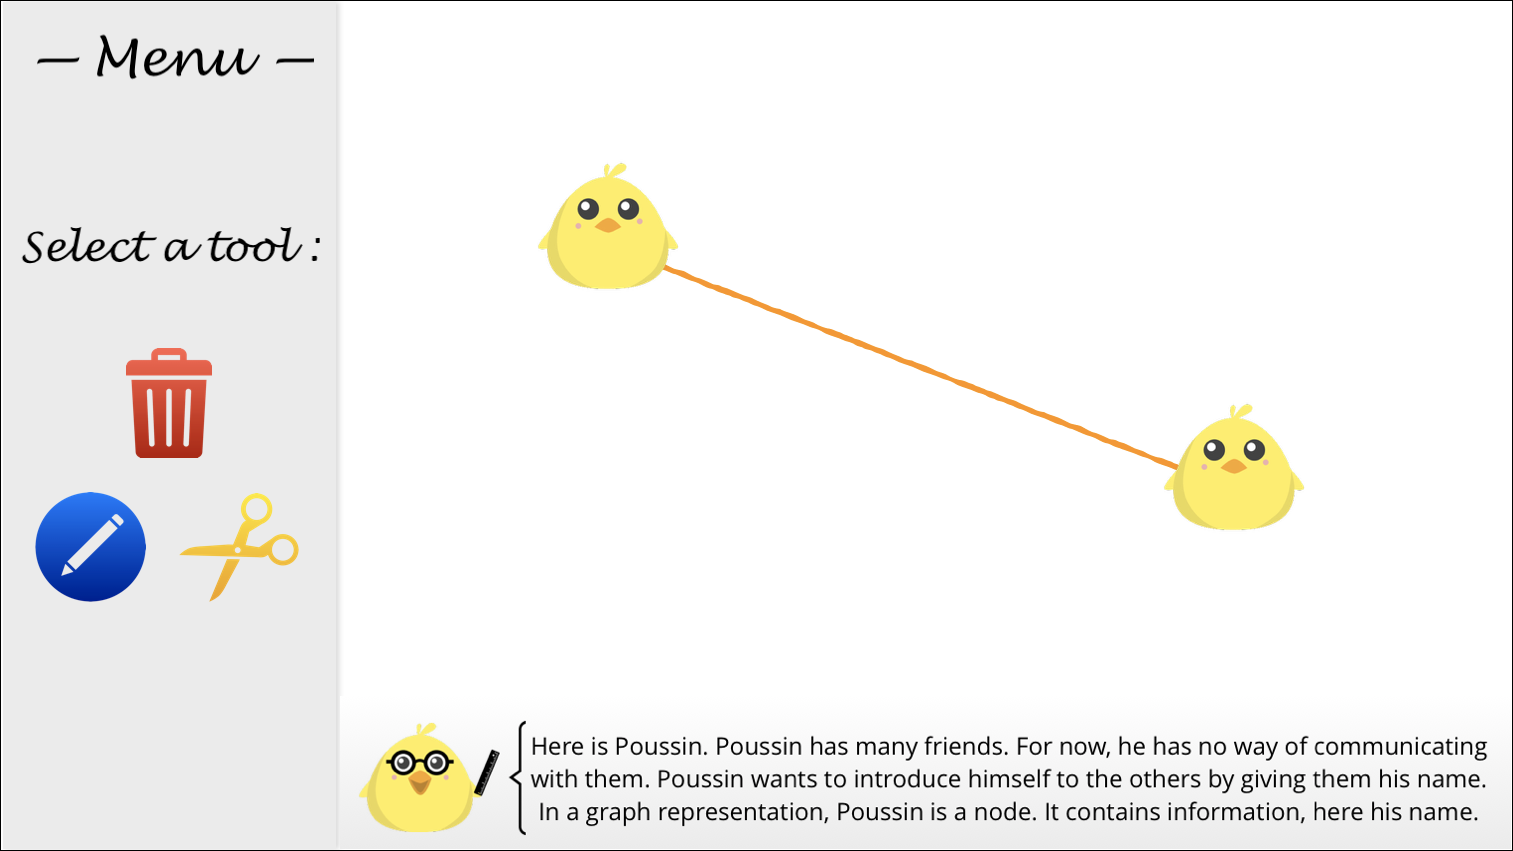 — Menu —
Select a tool :
Here is Poussin. Poussin has many friends. For now, he has no way of communicating
with them. Poussin wants to introduce himself to the others by giving them his name.
In a graph representation, Poussin is a node. It contains information, here his name.